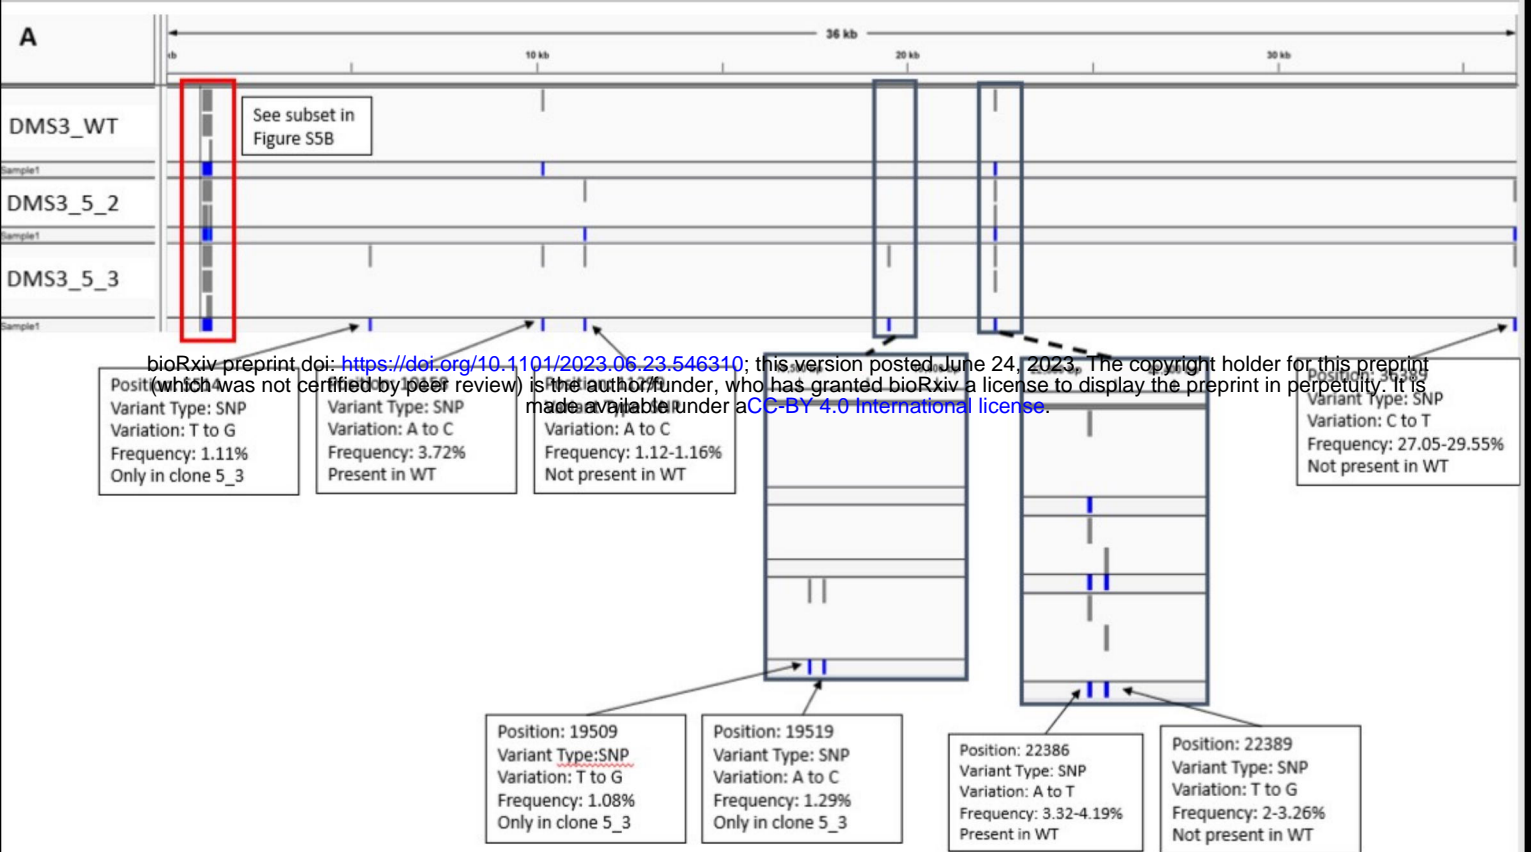 A
36 kb
kb
10 kb
20 kb
30 kb
DMS3_WT
See subset in
Figure S5B
Sample1
DMS3_5_2
Sample1
DMS3_5_3
Sample1
bioRxiv preprint doi: https://doi.org/10.1101/2023.06.23.546310; this version posted June 24, 2023. The copyright holder for this preprint
(which was not certified by peer review) is the author/funder, who has granted bioRxiv a license to display the preprint in perpetuity. It is
made available under aCC-BY 4.0 International license.
Variant Type: SNP
Variation: T to G
Frequency: 1.11%
Only in clone 5_3
Variant Type: SNP
Variation: A to C
Frequency: 3.72%
Present in WT
Variation: A to C
Frequency: 1.12-1.16%
Not present in WT
Position: 36389
Variant Type: SNP
Variation: C to T
Frequency: 27.05-29.55%
Not present in WT
Position: 19509
Variant Type:SNP
Variation: T to G
Frequency: 1.08%
Only in clone 5_3
Position: 19519
Variant Type: SNP
Variation: A to C
Frequency: 1.29%
Only in clone 5_3
Position: 22386
Variant Type: SNP
Variation: A to T
Frequency: 3.32-4.19%
Present in WT
Position: 22389
Variant Type: SNP
Variation: T to G
Frequency: 2-3.26%
Not present in WT